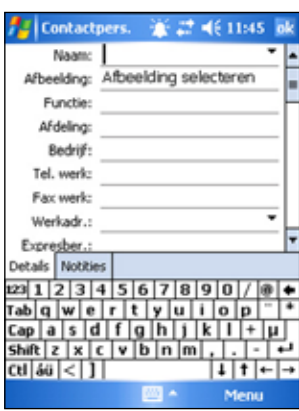 Contactpers. 11:45 ok
Naam:
Afbeelding: Afbeelding selecteren
Functie:
Afdeling:
Bedrijf:
Tel. werk:
Fax werk:
Werkadr.:
Expresber.:
Details Notities
123 1 2 3 4 5 6 7 8 9 0 / @
Tab q w e r t y u i o p ¨ *
Cap a s d f g h j k l + µ
Shift z x c v b n m , . -
Ctl áü < ]
Menu